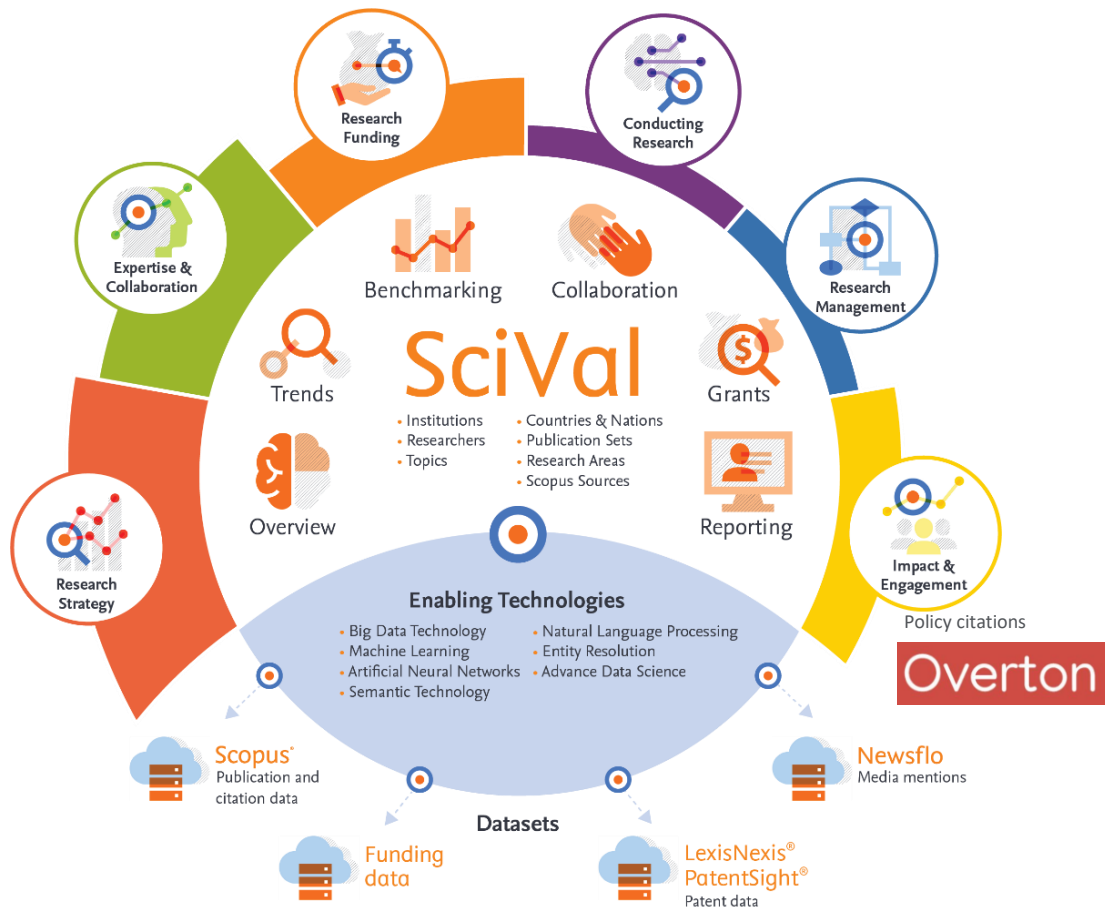 Research
Funding
Conducting
Research
Expertise &
Collaboration
Research
Management
Benchmarking
Collaboration
Trends
SciVal
Grants
• Institutions
• Researchers
• Topics
• Countries & Nations
• Publication Sets
• Research Areas
• Scopus Sources
Overview
$
Reporting
Research
Strategy
Impact &
Engagement
Policy citations
Overton
Enabling Technologies
• Big Data Technology
• Machine Learning
• Artificial Neural Networks
• Semantic Technology
• Natural Language Processing
• Entity Resolution
• Advance Data Science
Scopus®
Publication and
citation data
Newsflo
Media mentions
Datasets
Funding
data
LexisNexis®
PatentSight®
Patent data